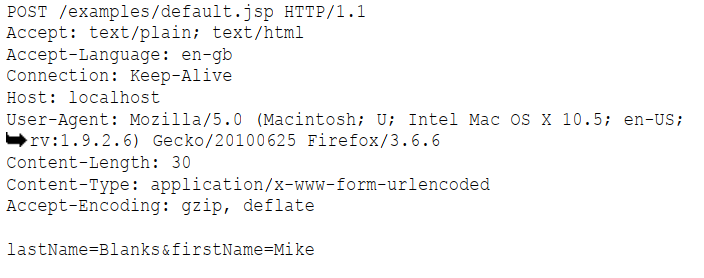 POST /examples/default.jsp HTTP/1.1
Accept: text/plain; text/html
Accept-Language: en-gb
Connection: Keep-Alive
Host: localhost
User-Agent: Mozilla/5.0 (Macintosh; U; Intel Mac OS X 10.5; en-US;
➥rv:1.9.2.6) Gecko/20100625 Firefox/3.6.6
Content-Length: 30
Content-Type: application/x-www-form-urlencoded
Accept-Encoding: gzip, deflate

lastName=Blanks&firstName=Mike